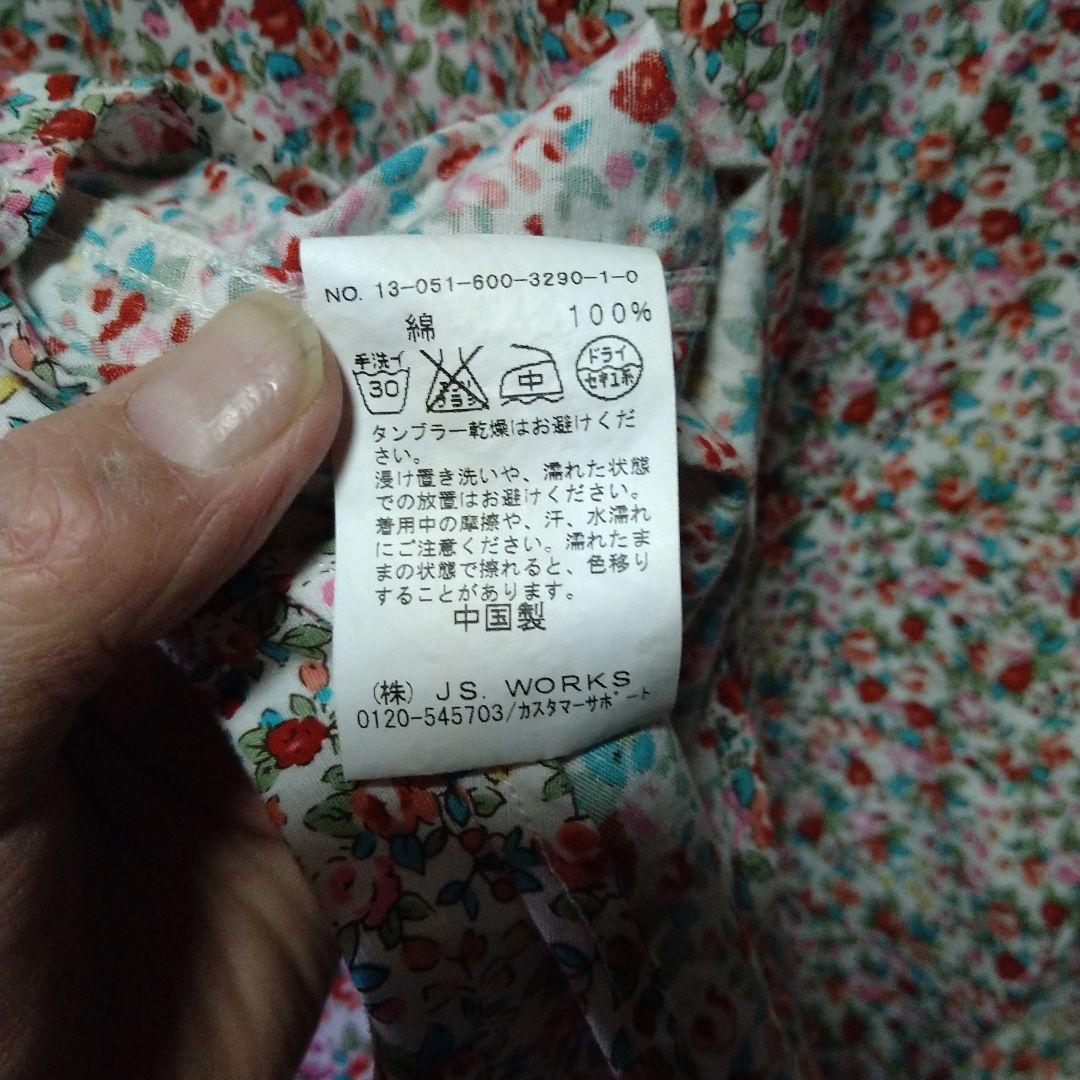 NO. 13-051-600-3290-1-0
綿 100%
手洗イ 30 中 ドライ セキユ系
タンブラー乾燥はお避けくだ
さい。
浸け置き洗いや、濡れた状態
での放置はお避けください。
着用中の摩擦や、汗、水濡れ
にご注意ください。濡れたま
まの状態で擦れると、色移り
することがあります。
中国製
(株) JS. WORKS
0120-545703/カスタマーサポート